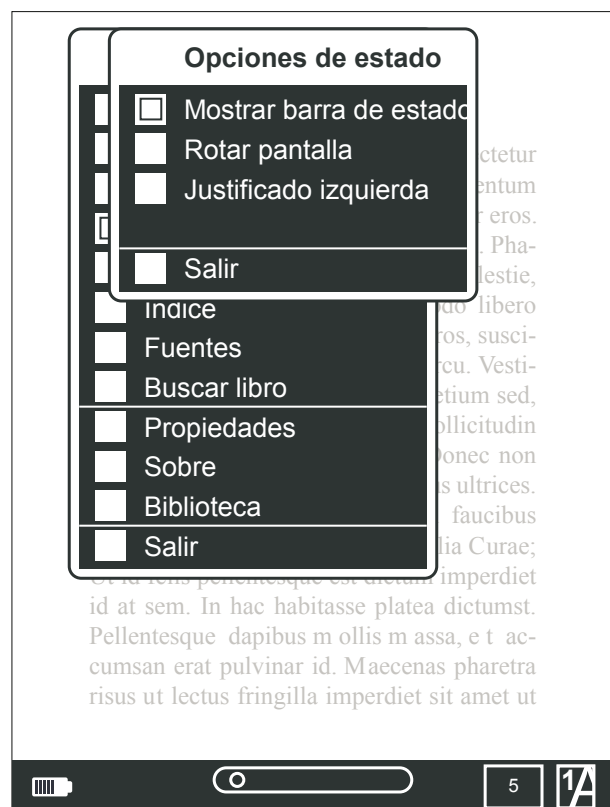 Opciones de estado
Mostrar barra de estado
Rotar pantalla
Justificado izquierda
Salir
Índice
Fuentes
Buscar libro
Propiedades
Sobre
Biblioteca
Salir
ctetur
entum
eros.
. Pha-
lestie,
libero
ros, susci-
rcu. Vesti-
etium sed,
ollicitudin
Donec non
ultrices.
faucibus
lia Curae;
imperdiet
id at sem. In hac habitasse platea dictumst.
Pellentesque dapibus m ollis m assa, e t ac-
cumsan erat pulvinar id. Maecenas pharetra
risus ut lectus fringilla imperdiet sit amet ut
5
1A